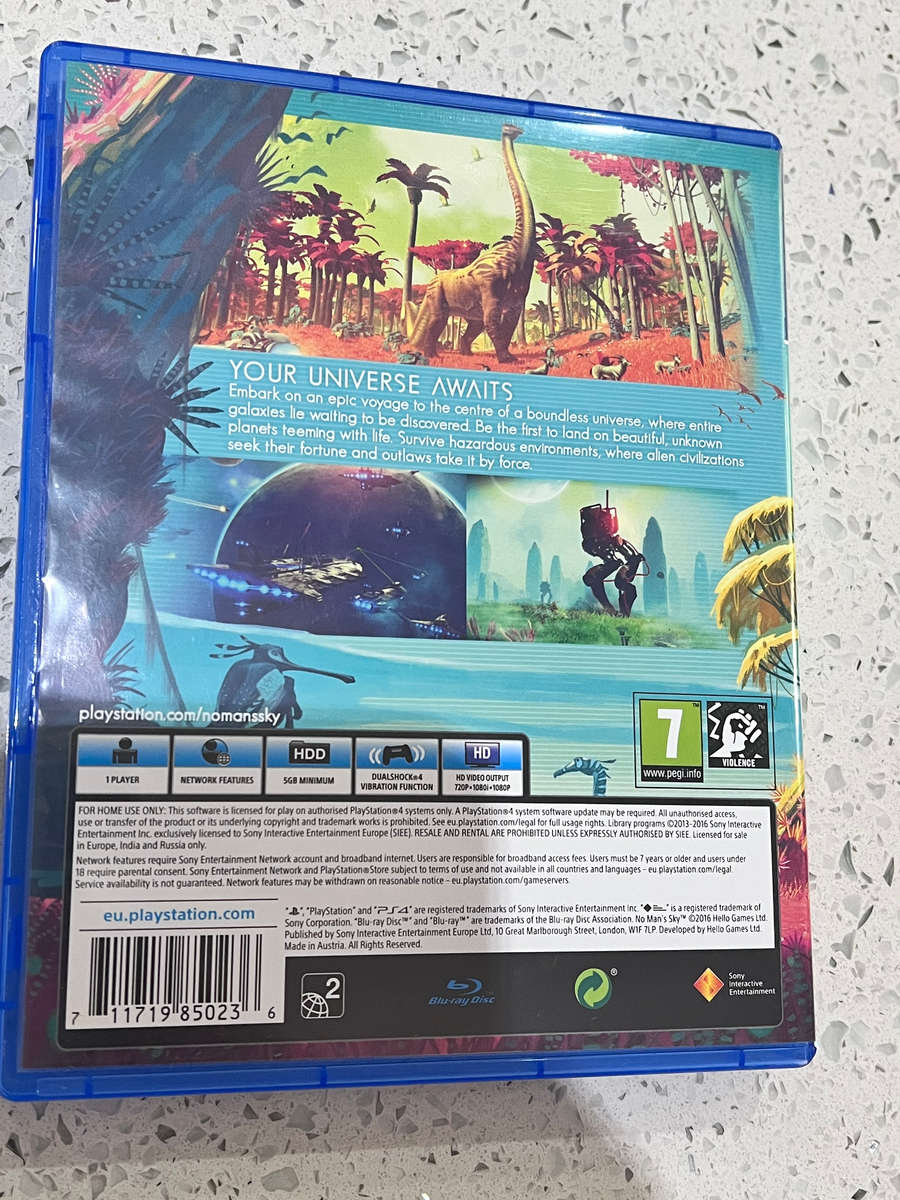 YOUR UNIVERSE AWAITS
Embark on an epic voyage to the centre of a boundless universe, where entire
galaxies lie waiting to be discovered. Be the first to land on beautiful, unknown
planets teeming with life. Survive hazardous environments, where alien civilizations
seek their fortune and outlaws take it by force.
playstation.com/nomanssky
7™
www.pegi.info
™
VIOLENCE
1 PLAYER
NETWORK FEATURES
HDD
5GB MINIMUM
DUALSHOCK®4
VIBRATION FUNCTION
HD
HD VIDEO OUTPUT
720P•1080i•1080P
FOR HOME USE ONLY: This software is licensed for play on authorised PlayStation®4 systems only. A PlayStation®4 system software update may be required. All unauthorised access,
use or transfer of the product or its underlying copyright and trademark works is prohibited. See eu.playstation.com/legal for full usage rights. Library programs ©2013-2016 Sony Interactive
Entertainment Inc. exclusively licensed to Sony Interactive Entertainment Europe (SIEE). RESALE AND RENTAL ARE PROHIBITED UNLESS EXPRESSLY AUTHORISED BY SIEE. Licensed for sale
in Europe, India and Russia only.
Network features require Sony Entertainment Network account and broadband internet. Users are responsible for broadband access fees. Users must be 7 years or older and users under
18 require parental consent. Sony Entertainment Network and PlayStation®Store subject to terms of use and not available in all countries and languages – eu.playstation.com/legal.
Service availability is not guaranteed. Network features may be withdrawn on reasonable notice – eu.playstation.com/gameservers.
eu.playstation.com
"PlayStation" and "PS4" are registered trademarks of Sony Interactive Entertainment Inc. " " is a registered trademark of
Sony Corporation. "Blu-ray Disc™" and "Blu-ray™" are trademarks of the Blu-ray Disc Association. No Man's Sky™ ©2016 Hello Games Ltd.
Published by Sony Interactive Entertainment Europe Ltd, 10 Great Marlborough Street, London, W1F 7LP. Developed by Hello Games Ltd.
Made in Austria. All Rights Reserved.
7 11719 85023 6
2
Blu-ray Disc
®
Sony
Interactive
Entertainment